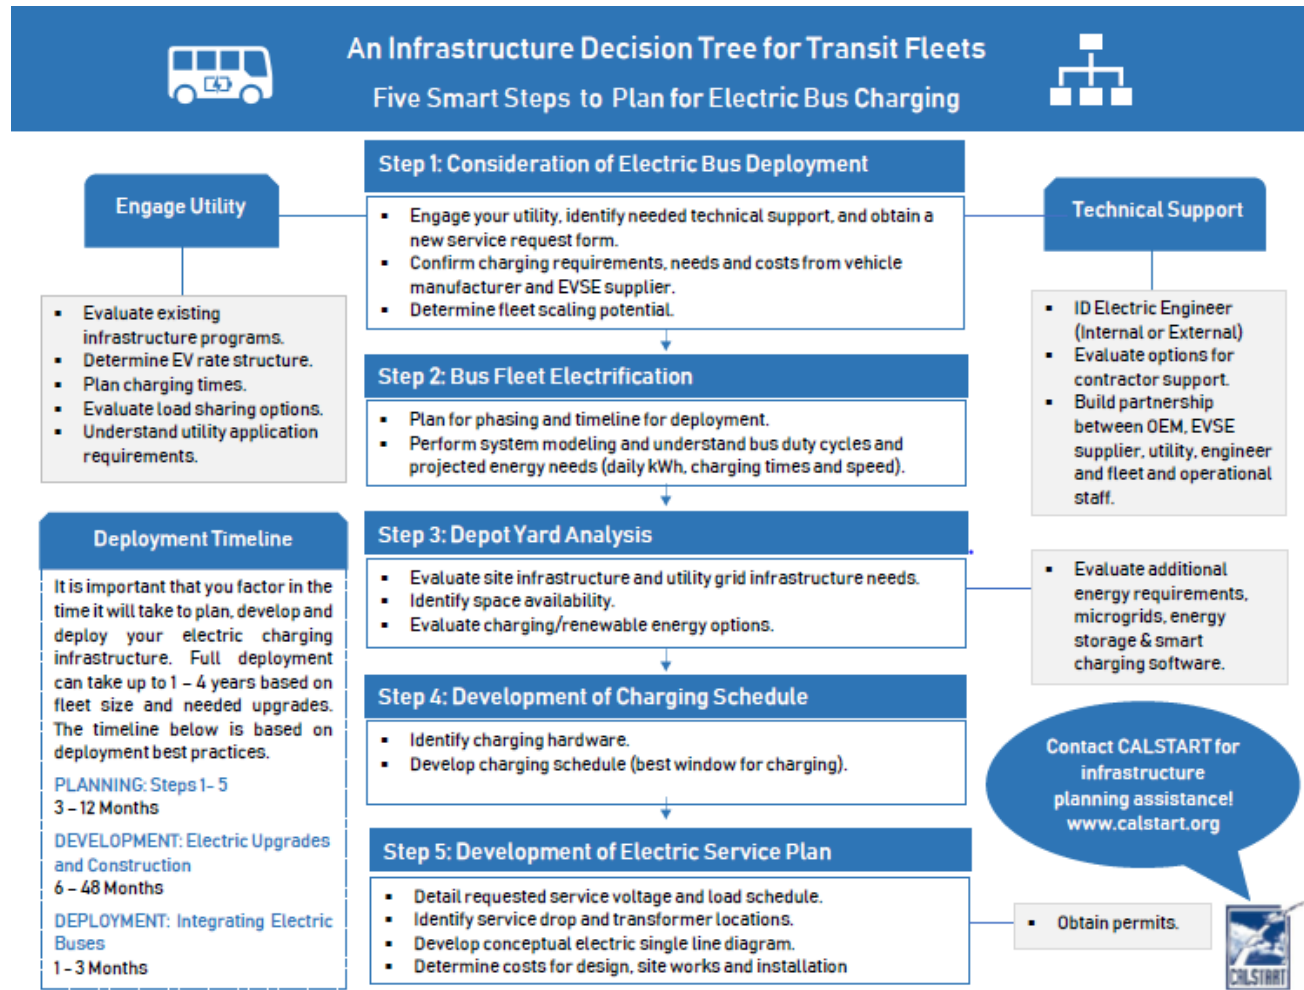 An Infrastructure Decision Tree for Transit Fleets
Five Smart Steps to Plan for Electric Bus Charging
Engage Utility
▪ Evaluate existing
infrastructure programs.
▪ Determine EV rate structure.
▪ Plan charging times.
▪ Evaluate load sharing options.
▪ Understand utility application
requirements.
Deployment Timeline
It is important that you factor in the
time it will take to plan, develop and
deploy your electric charging
infrastructure. Full deployment
can take up to 1 – 4 years based on
fleet size and needed upgrades.
The timeline below is based on
deployment best practices.
PLANNING: Steps 1- 5
3 – 12 Months
DEVELOPMENT: Electric Upgrades
and Construction
6 – 48 Months
DEPLOYMENT: Integrating Electric
Buses
1 – 3 Months
Step 1: Consideration of Electric Bus Deployment
▪ Engage your utility, identify needed technical support, and obtain a
new service request form.
▪ Confirm charging requirements, needs and costs from vehicle
manufacturer and EVSE supplier.
▪ Determine fleet scaling potential.
Step 2: Bus Fleet Electrification
▪ Plan for phasing and timeline for deployment.
▪ Perform system modeling and understand bus duty cycles and
projected energy needs (daily kWh, charging times and speed).
Step 3: Depot Yard Analysis
▪ Evaluate site infrastructure and utility grid infrastructure needs.
▪ Identify space availability.
▪ Evaluate charging/renewable energy options.
Step 4: Development of Charging Schedule
▪ Identify charging hardware.
▪ Develop charging schedule (best window for charging).
Step 5: Development of Electric Service Plan
▪ Detail requested service voltage and load schedule.
▪ Identify service drop and transformer locations.
▪ Develop conceptual electric single line diagram.
▪ Determine costs for design, site works and installation
Technical Support
▪ ID Electric Engineer
(Internal or External)
▪ Evaluate options for
contractor support.
▪ Build partnership
between OEM, EVSE
supplier, utility, engineer
and fleet and operational
staff.
▪ Evaluate additional
energy requirements,
microgrids, energy
storage & smart
charging software.
Contact CALSTART for
infrastructure
planning assistance!
www.calstart.org
▪ Obtain permits.
CALSTART